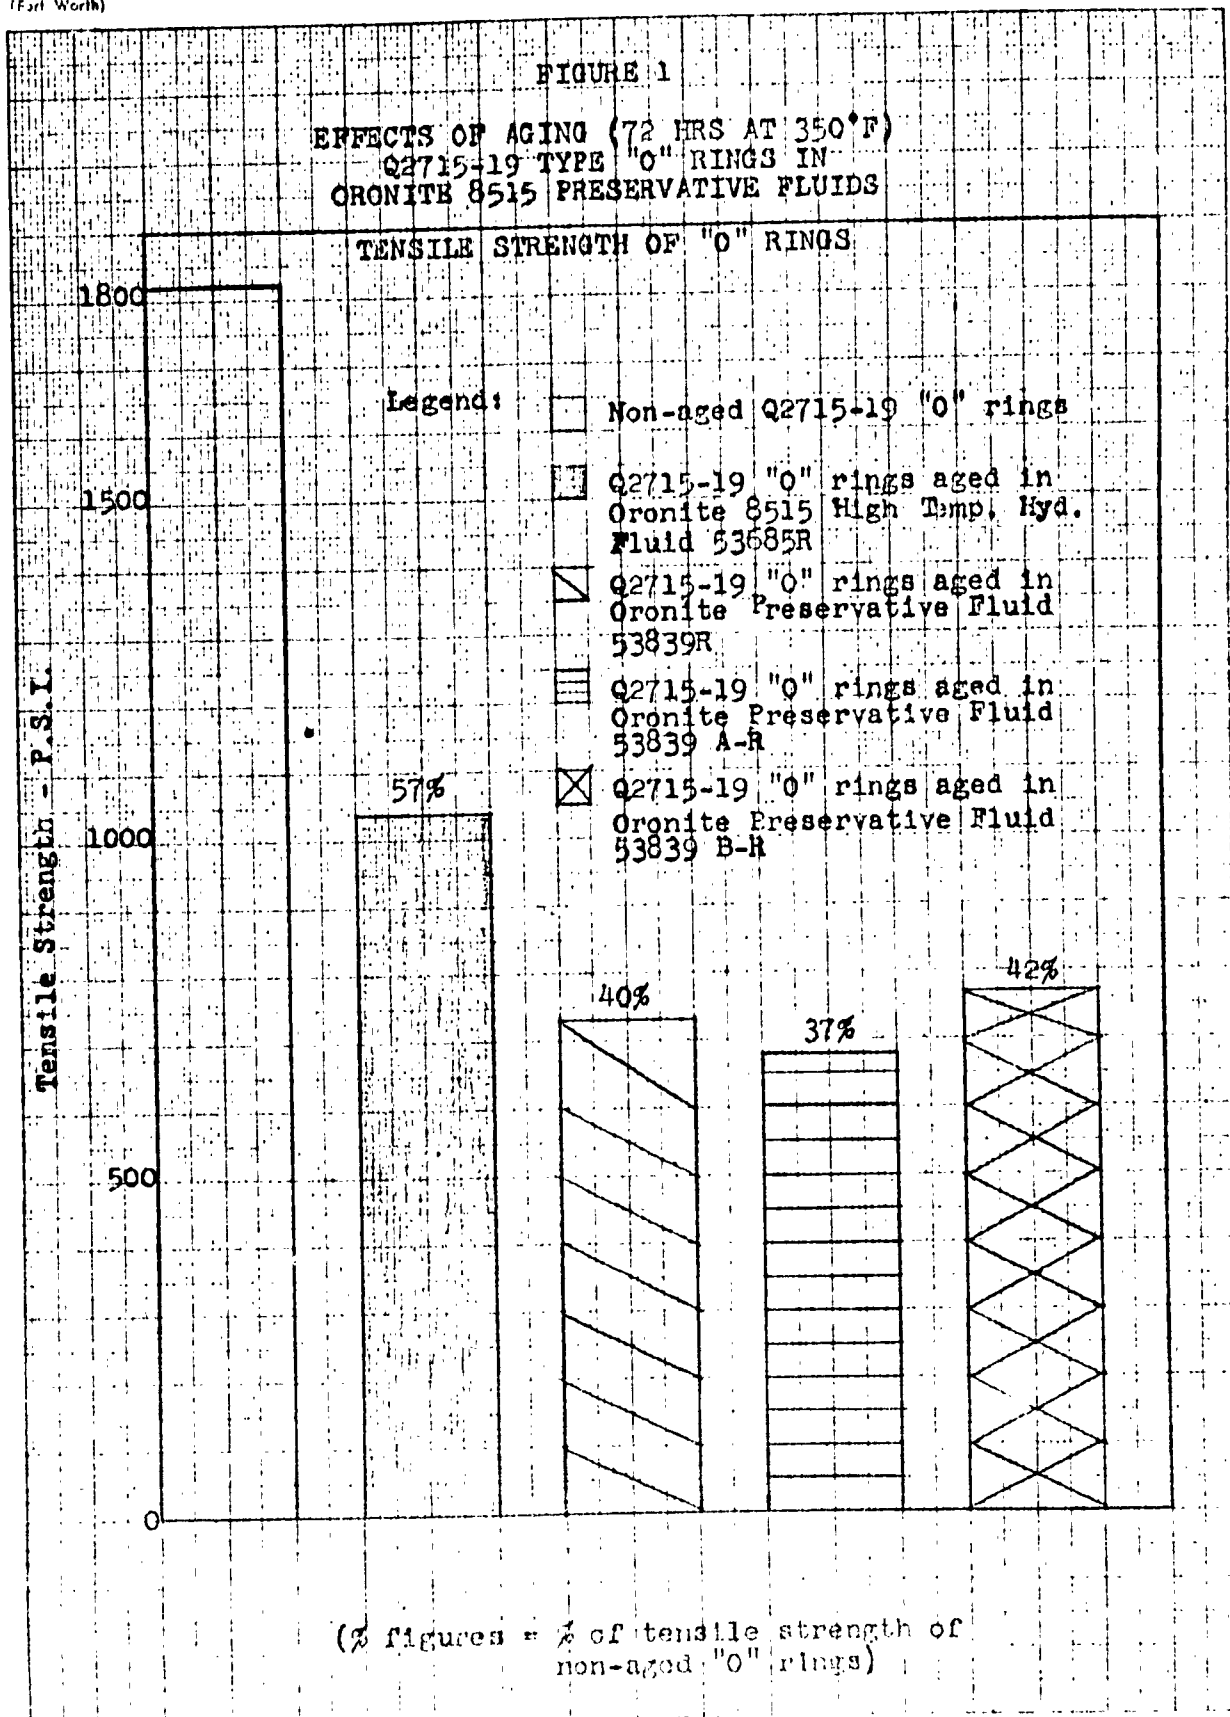 (Fort Worth)
FIGURE 1
EFFECTS OF AGING (72 HRS AT 350°F)
Q2715-19 TYPE "O" RINGS IN
ORONITE 8515 PRESERVATIVE FLUIDS
TENSILE STRENGTH OF "O" RINGS
1800
Legend:
Non-aged Q2715-19 "O" rings
Q2715-19 "O" rings aged in
Oronite 8515 High Temp. Hyd.
Fluid 53685R
1500
Q2715-19 "O" rings aged in
Oronite Preservative Fluid
53839R
Q2715-19 "O" rings aged in
Oronite Preservative Fluid
53839 A-R
Q2715-19 "O" rings aged in
Oronite Preservative Fluid
53839 B-R
Tensile Strength - P.S.I.
57%
1000
40%
37%
42%
500
0
(% figures = % of tensile strength of
non-aged "O" rings)